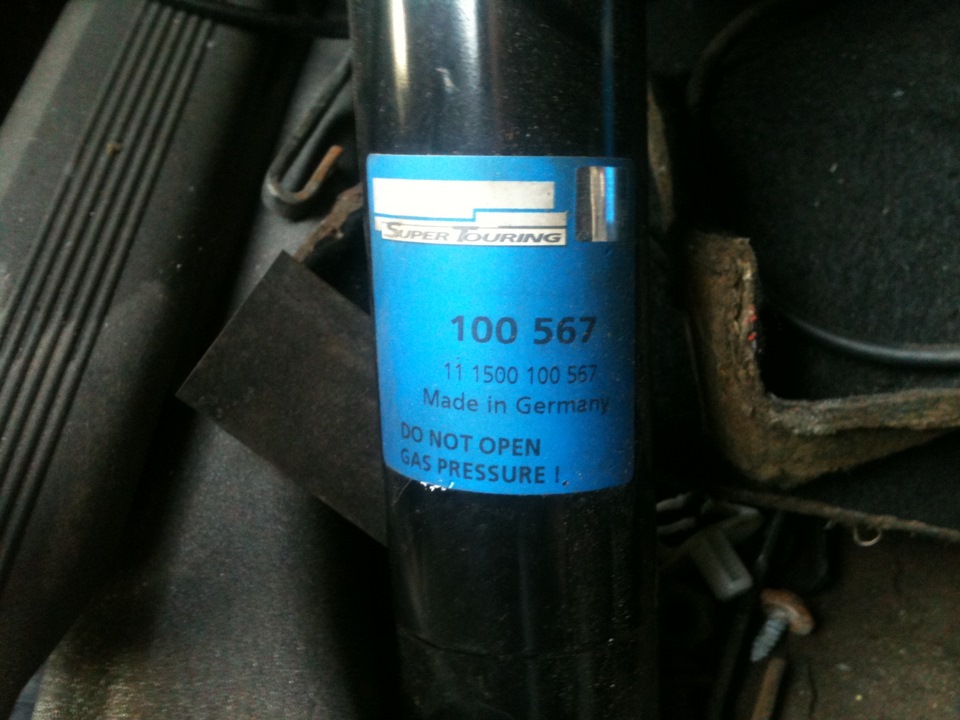 SUPER TOURING
100 567
11 1500 100 567
Made in Germany
DO NOT OPEN
GAS PRESSURE !